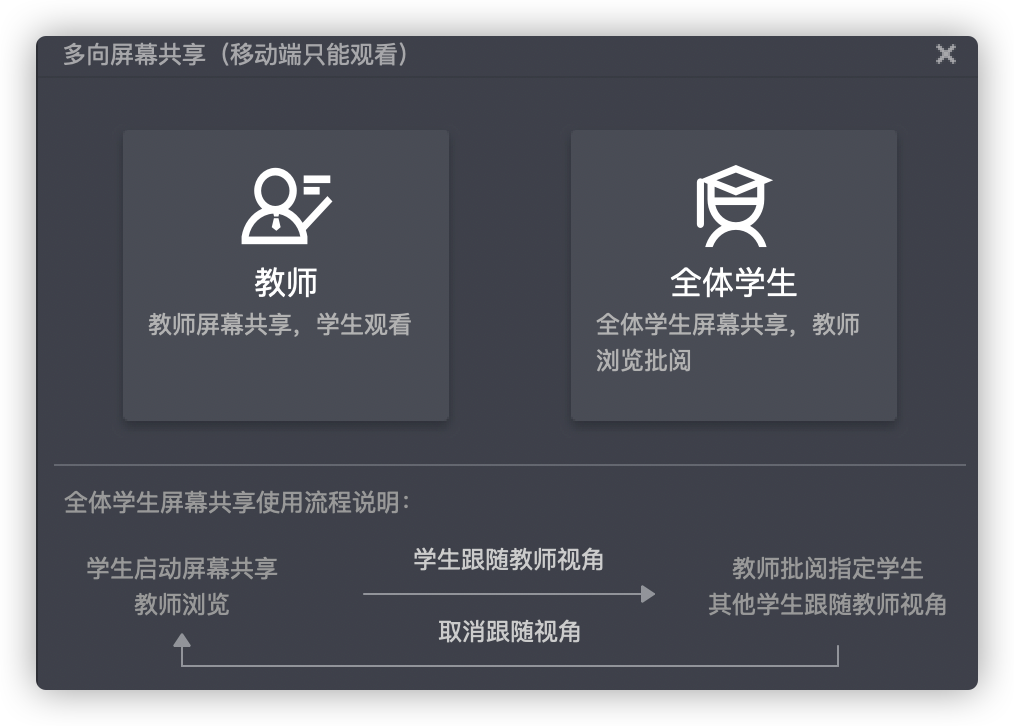 多向屏幕共享（移动端只能观看）
教师
教师屏幕共享，学生观看
全体学生
全体学生屏幕共享，教师
浏览批阅
全体学生屏幕共享使用流程说明：
学生启动屏幕共享
教师浏览
学生跟随教师视角
取消跟随视角
教师批阅指定学生
其他学生跟随教师视角